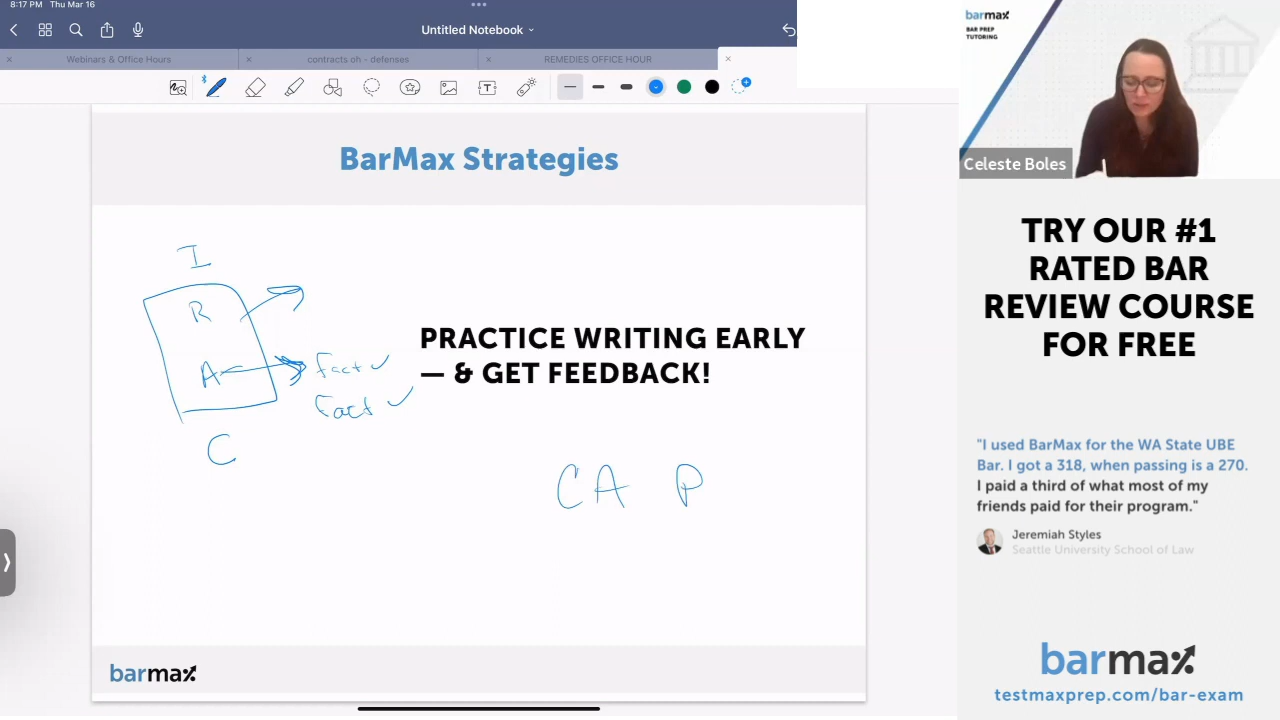 8:17 PM Thu Mar 16
Untitled Notebook
Webinars & Office Hours
contracts oh - defenses
REMEDIES OFFICE HOUR
BarMax Strategies
I
R
A
Fact ✓
Fact ✓
C
PRACTICE WRITING EARLY
— & GET FEEDBACK!
CA P
barmax
barmax
BAR PREP
TUTORING
Celeste Boles
TRY OUR #1
RATED BAR
REVIEW COURSE
FOR FREE
"I used BarMax for the WA State UBE
Bar. I got a 318, when passing is a 270.
I paid a third of what most of my
friends paid for their program."
Jeremiah Styles
Seattle University School of Law
barmax
testmaxprep.com/bar-exam